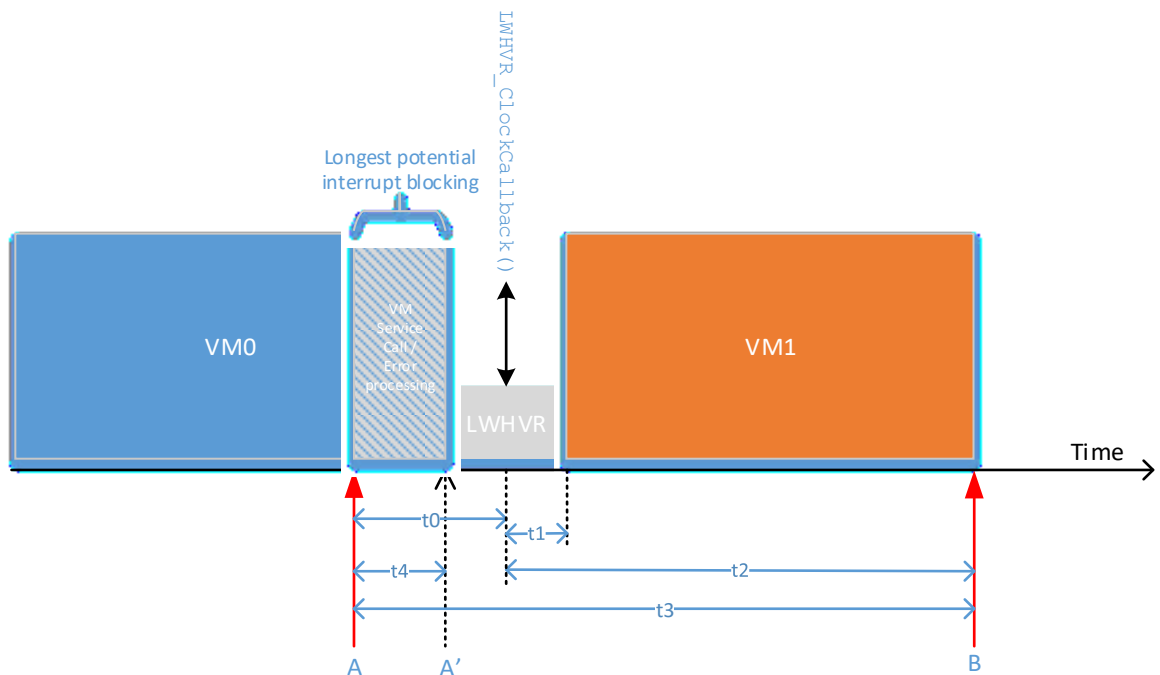 LWHVR_ClockCallback()
Longest potential
interrupt blocking
VM0
VM
Service
Call /
Error
processing
LWHVR
VM1
Time
t0
t1
t4
t2
t3
A
A’
B